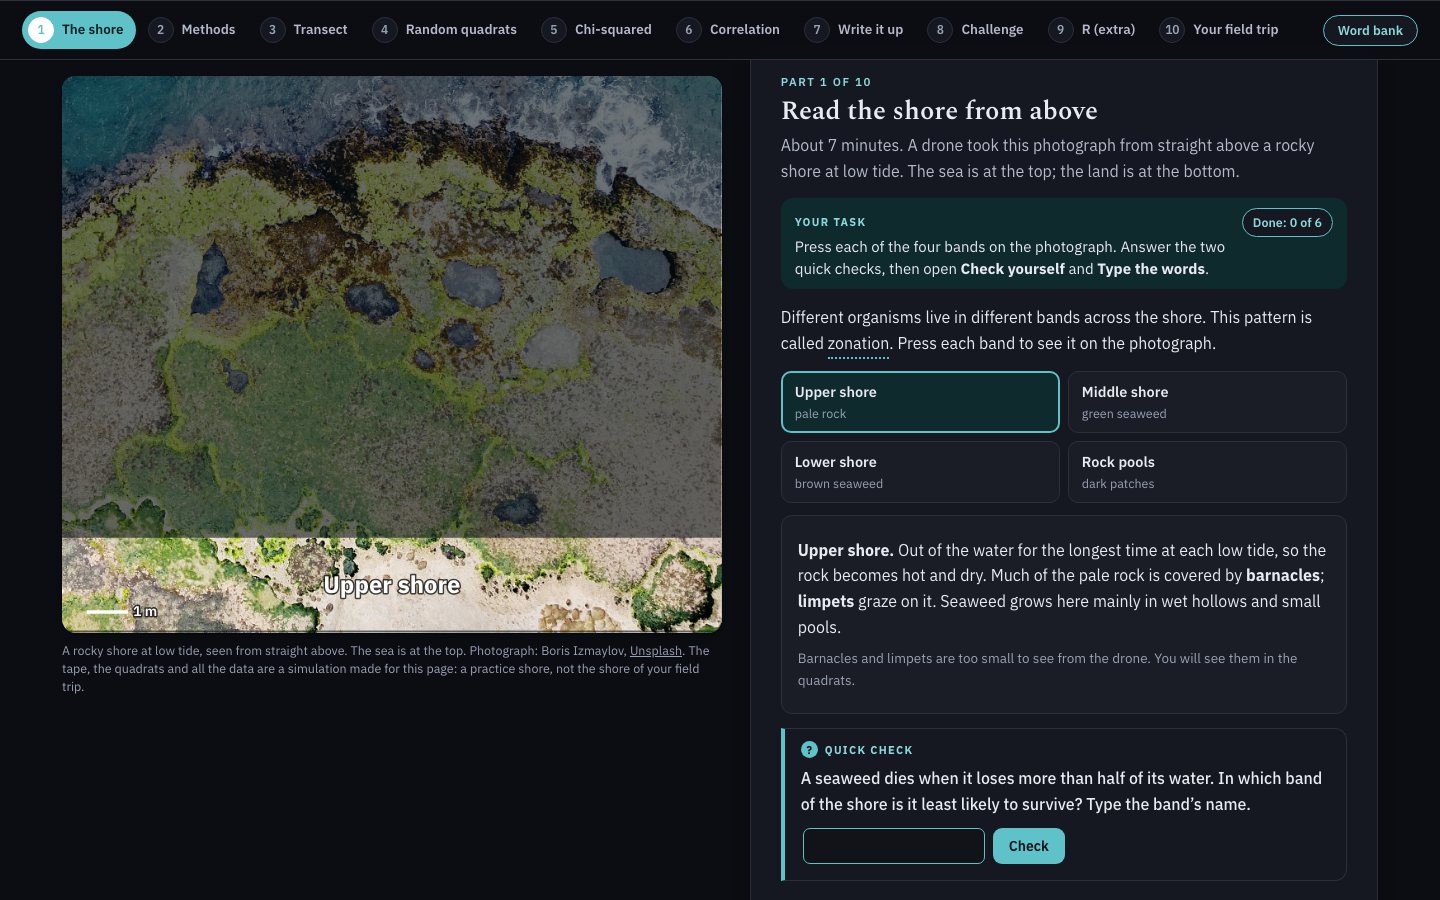 1 The shore
2 Methods
3 Transect
4 Random quadrats
5 Chi-squared
6 Correlation
7 Write it up
8 Challenge
9 R (extra)
10 Your field trip
Word bank
Upper shore
1 m
A rocky shore at low tide, seen from straight above. The sea is at the top. Photograph: Boris Izmaylov, Unsplash. The
tape, the quadrats and all the data are a simulation made for this page: a practice shore, not the shore of your field
trip.
PART 1 OF 10
Read the shore from above
About 7 minutes. A drone took this photograph from straight above a rocky
shore at low tide. The sea is at the top; the land is at the bottom.
YOUR TASK
Done: 0 of 6
Press each of the four bands on the photograph. Answer the two
quick checks, then open Check yourself and Type the words.
Different organisms live in different bands across the shore. This pattern is
called zonation. Press each band to see it on the photograph.
Upper shore
pale rock
Middle shore
green seaweed
Lower shore
brown seaweed
Rock pools
dark patches
Upper shore. Out of the water for the longest time at each low tide, so the
rock becomes hot and dry. Much of the pale rock is covered by barnacles;
limpets graze on it. Seaweed grows here mainly in wet hollows and small
pools.
Barnacles and limpets are too small to see from the drone. You will see them in the
quadrats.
? QUICK CHECK
A seaweed dies when it loses more than half of its water. In which band
of the shore is it least likely to survive? Type the band’s name.
Check